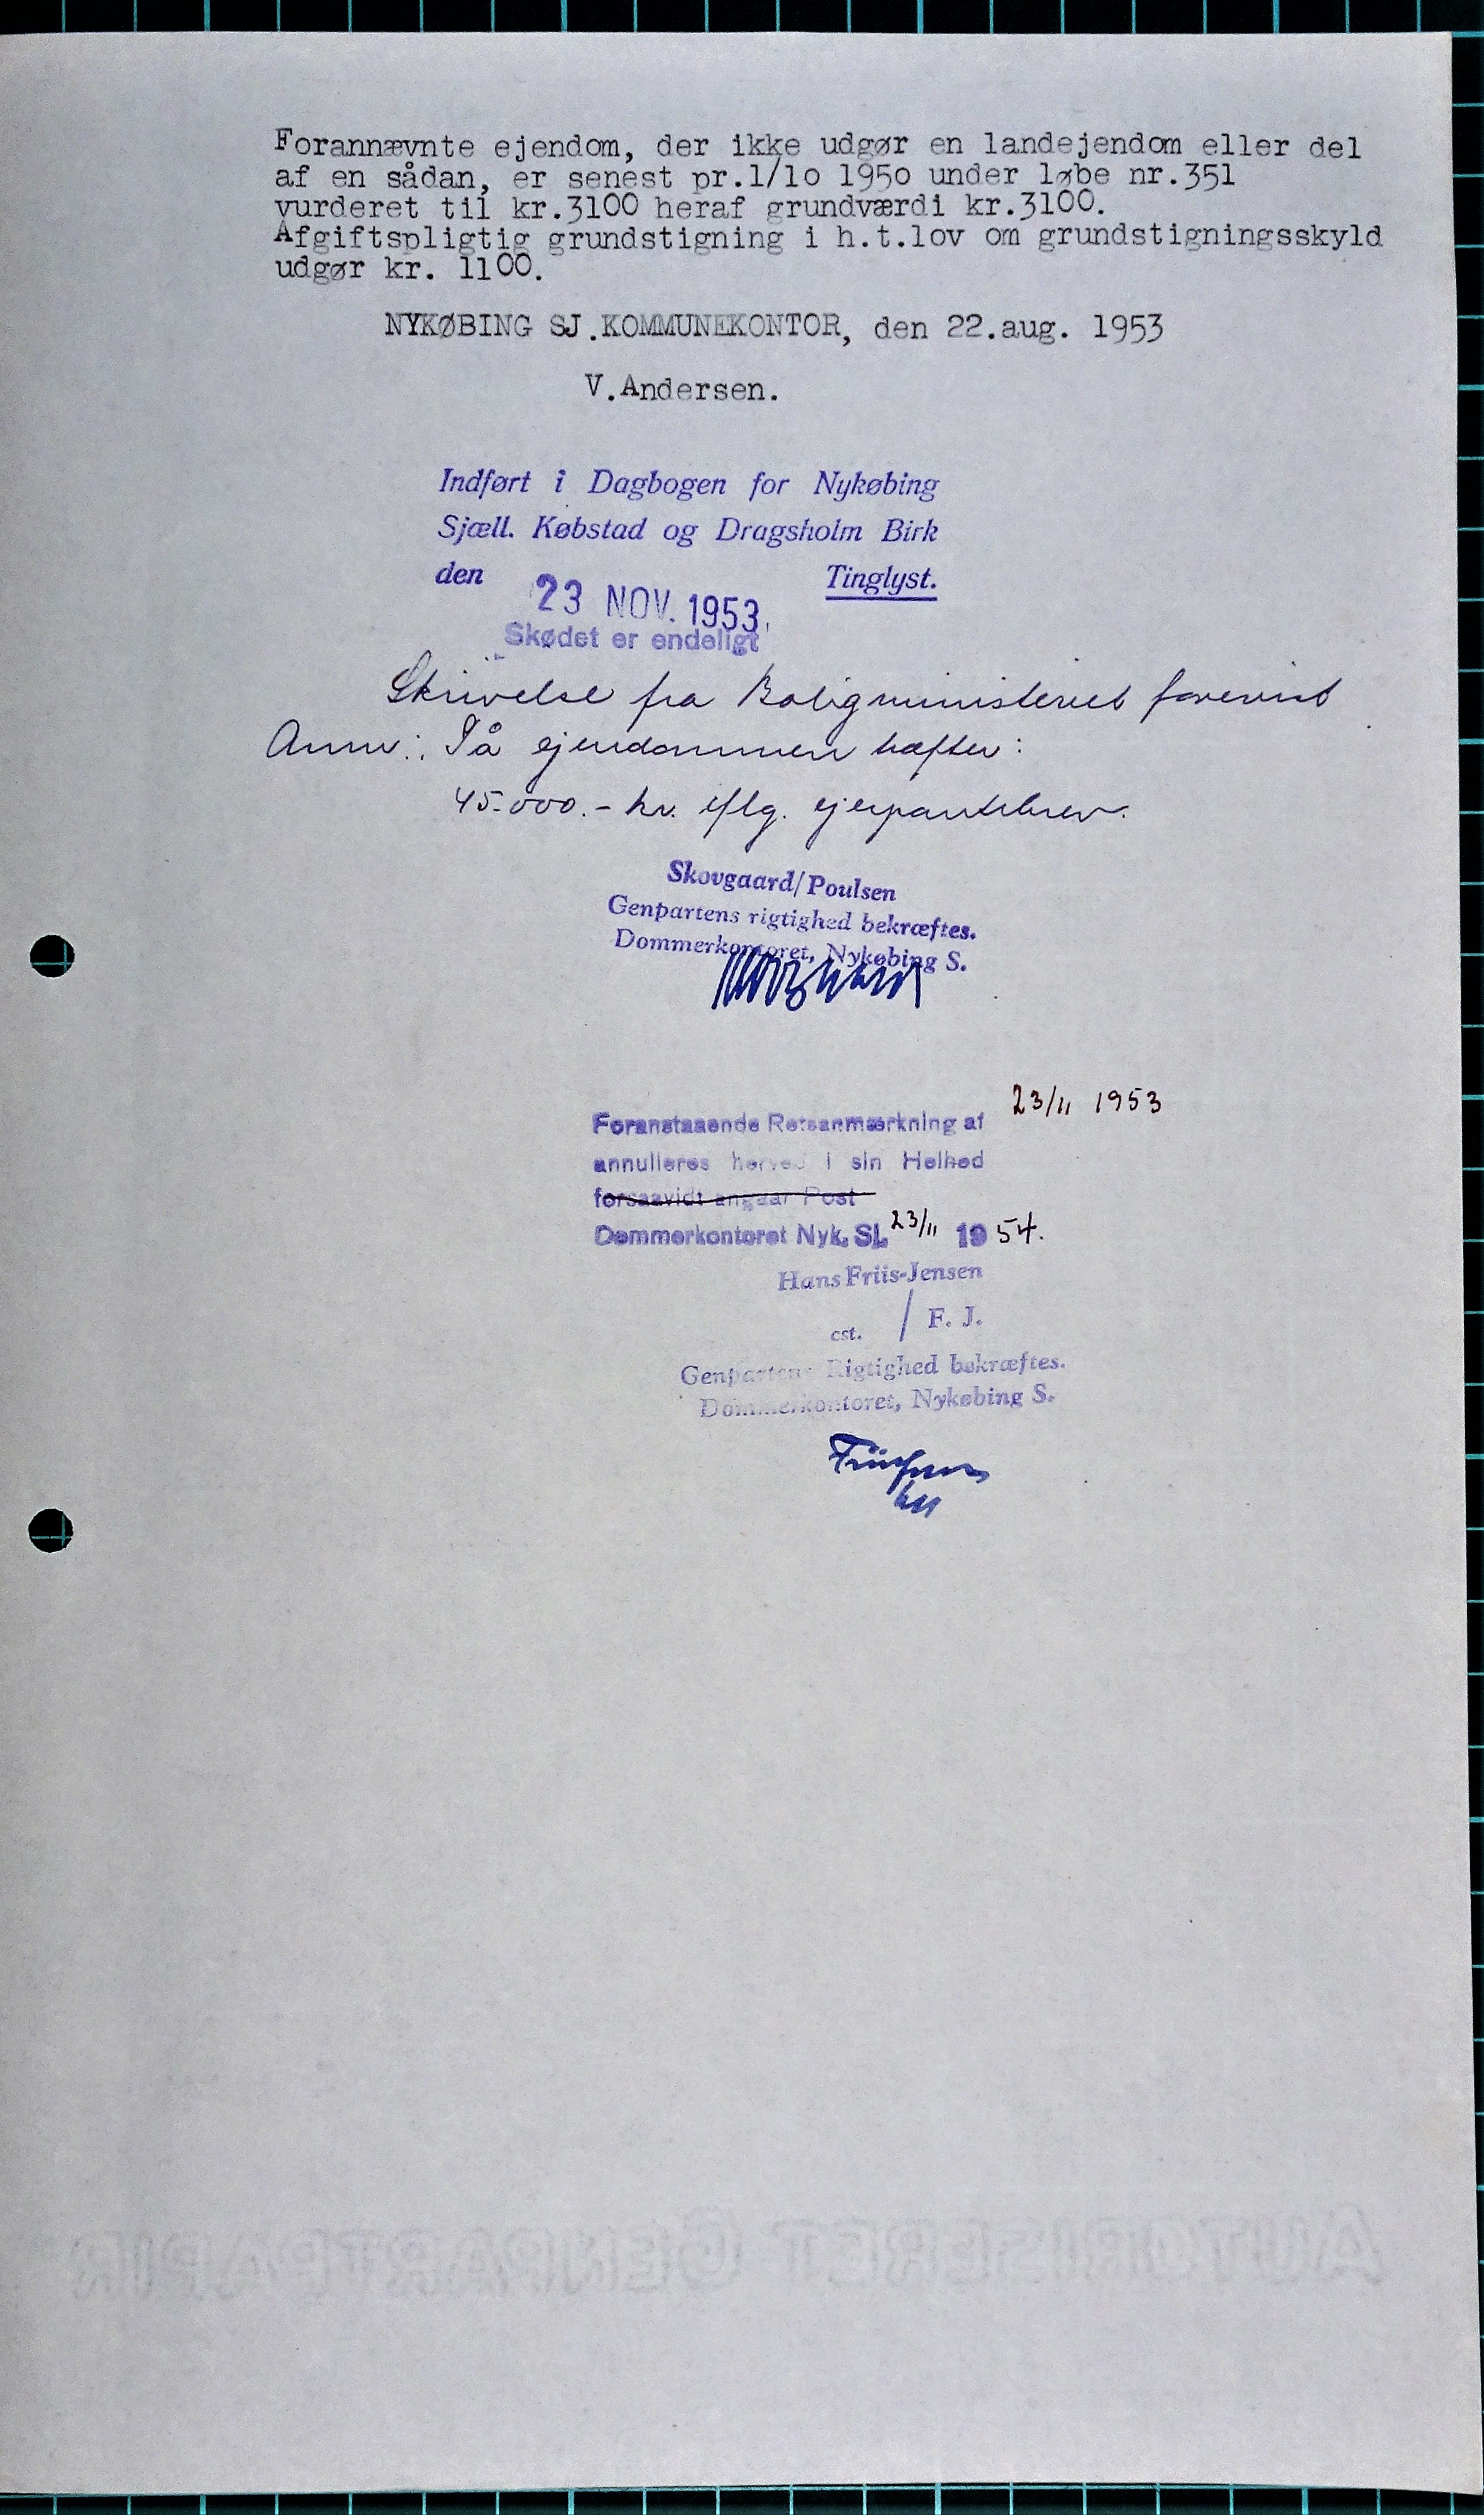 Forannævnte ejendom, der ikke udgør en landejendom eller del
af en sådan, er senest pr.1/10 1950 under løbe nr.351
vurderet til kr.3100 heraf grundværdi kr.3100.
Afgiftspligtig grundstigning i h.t.lov om grundstigningsskyld
udgør kr. 1100.
NYKØBING SJ.KOMMUNEKONTOR, den 22.aug. 1953
V.Andersen.
Indført i Dagbogen for Nykøbing
Sjæll. Købstad og Dragsholm Birk
den 23 NOV. 1953. Tinglyst.
Skødet er endeligt
Skrivelse fra Boligministeriet forevist
Anm.: På ejendommen hæfter:
45.000.- kr. iflg. ejerpantebrev.
Skovgaard/Poulsen
Genpartens rigtighed bekræftes.
Dommerkontoret, Nykøbing S.
Foranstaaende Retsanmærkning af 23/11 1953
annulleres herved i sin Helhed
forsaavidt angaar Post
Dommerkontoret Nyk. Sj. 23/11 1954.
Hans Friis-Jensen
cst. / F. J.
Genpartens Rigtighed bekræftes.
Dommerkontoret, Nykøbing S.
AUTORISERET GENPARTPAPIR